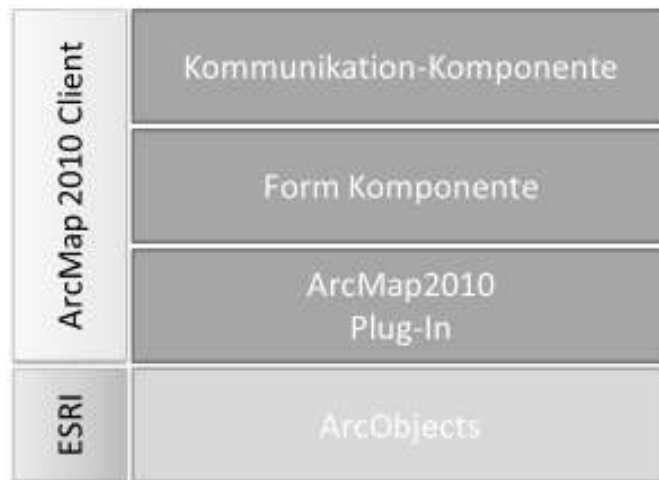 ArcMap 2010 Client
Kommunikation-Komponente
Form Komponente
ArcMap2010
Plug-In
ESRI
ArcObjects